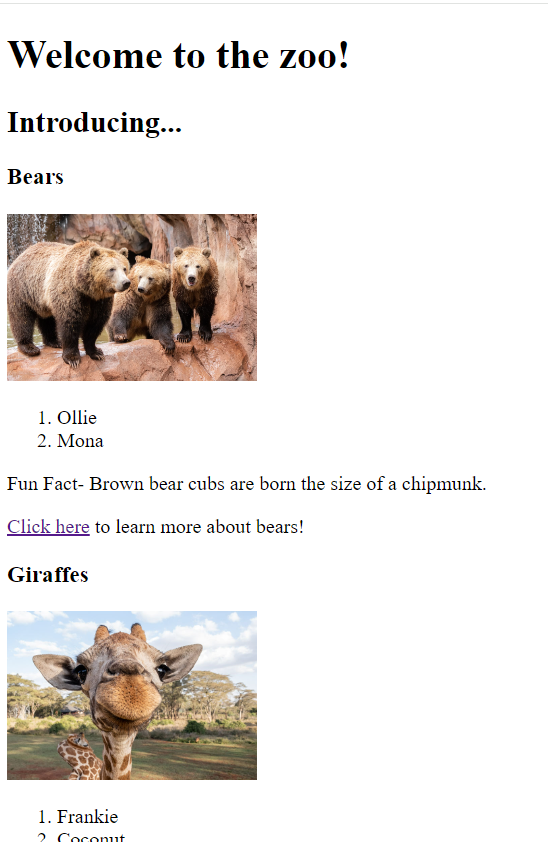 Welcome to the zoo!
Introducing...
Bears
1. Ollie
2. Mona
Fun Fact- Brown bear cubs are born the size of a chipmunk.
Click here to learn more about bears!
Giraffes
1. Frankie
2. Coconut